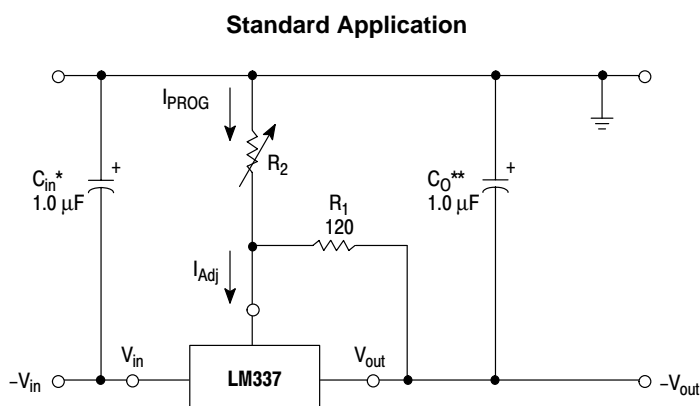 Standard Application
I_PROG
C_in*
1.0 μF
+
R_2
R_1
120
C_O**
1.0 μF
+
I_Adj
–V_in
V_in
LM337
V_out
–V_out